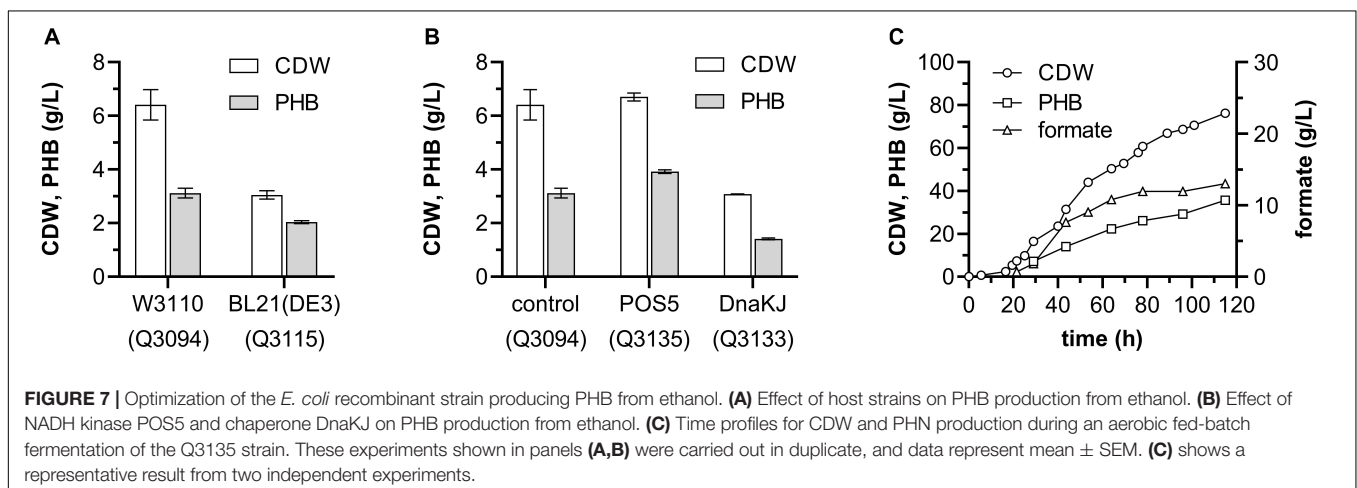 A
CDW, PHB (g/L)
8
6
4
2
0
CDW
PHB
W3110
(Q3094)
BL21(DE3)
(Q3115)
B
CDW, PHB (g/L)
8
6
4
2
0
CDW
PHB
control
(Q3094)
POS5
(Q3135)
DnaKJ
(Q3133)
C
CDW, PHB (g/L)
100
80
60
40
20
0
CDW
PHB
formate
30
20
10
0
formate (g/L)
0 20 40 60 80 100 120
time (h)
FIGURE 7 | Optimization of the E. coli recombinant strain producing PHB from ethanol. (A) Effect of host strains on PHB production from ethanol. (B) Effect of
NADH kinase POS5 and chaperone DnaKJ on PHB production from ethanol. (C) Time profiles for CDW and PHN production during an aerobic fed-batch
fermentation of the Q3135 strain. These experiments shown in panels (A,B) were carried out in duplicate, and data represent mean ± SEM. (C) shows a
representative result from two independent experiments.